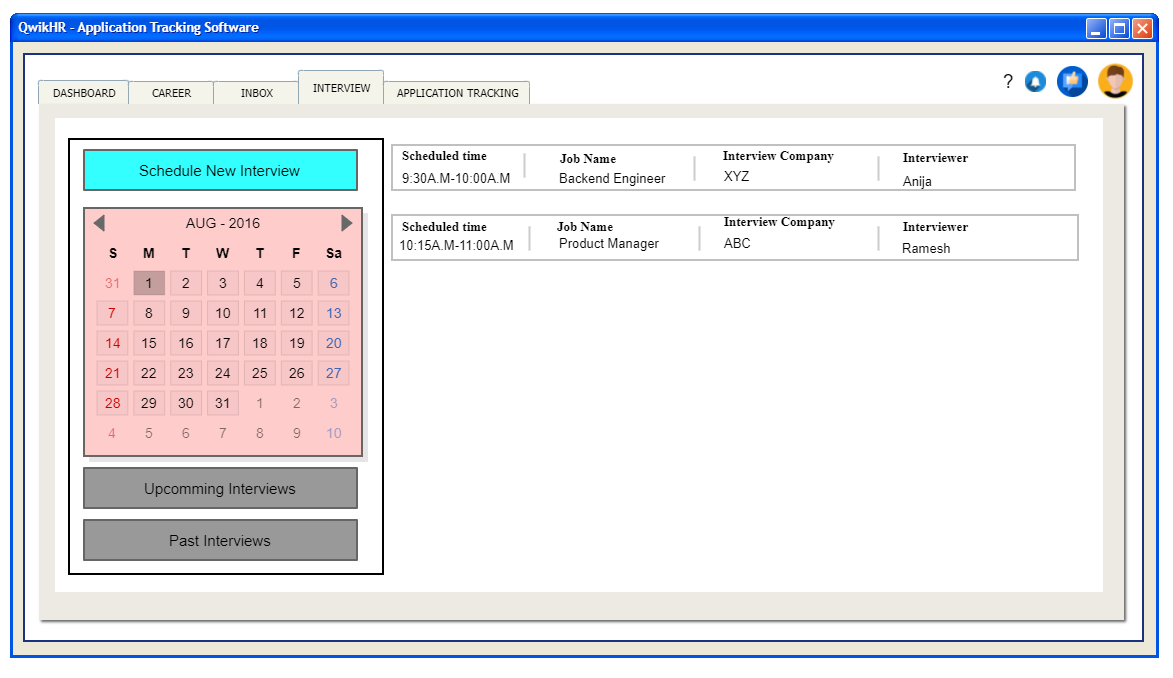 QwikHR - Application Tracking Software
DASHBOARD CAREER INBOX INTERVIEW APPLICATION TRACKING ?
Schedule New Interview
AUG - 2016
S M T W T F Sa
31 1 2 3 4 5 6
7 8 9 10 11 12 13
14 15 16 17 18 19 20
21 22 23 24 25 26 27
28 29 30 31 1 2 3
4 5 6 7 8 9 10
Upcomming Interviews
Past Interviews
Scheduled time Job Name Interview Company Interviewer
9:30A.M-10:00A.M Backend Engineer XYZ Anija
Scheduled time Job Name Interview Company Interviewer
10:15A.M-11:00A.M Product Manager ABC Ramesh